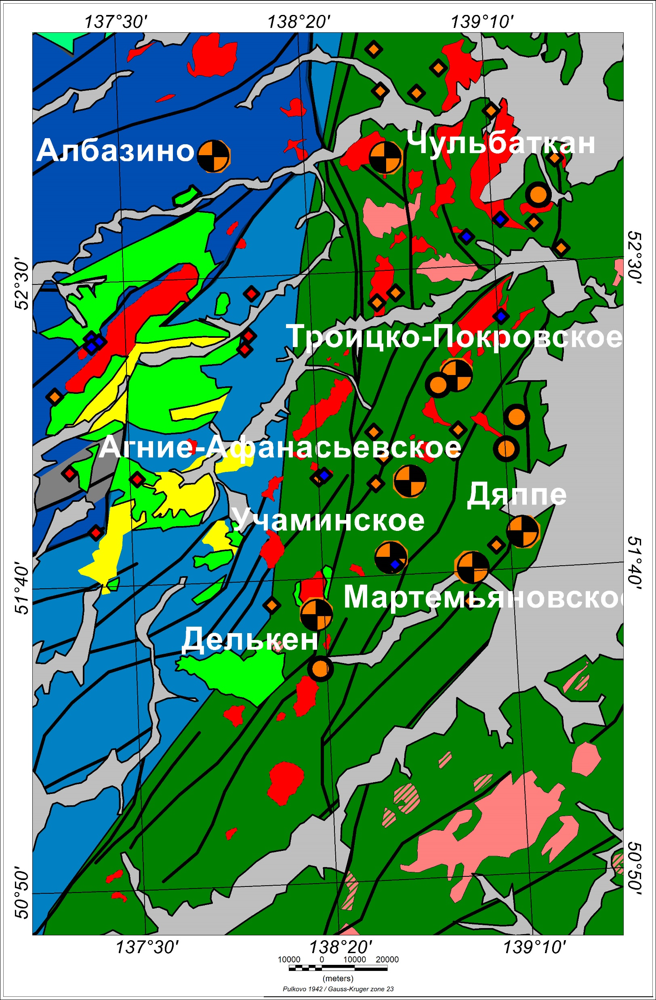 137°30' 138°20' 139°10'
Албазино
Чульбаткан
52°30' 52°30'
Троицко-Покровское
Агние-Афанасьевское
Дяппе
Учаминское
51°40' 51°40'
Мартемьяновско
Делькен
50°50' 50°50'
137°30' 138°20' 139°10'
10000 0 10000 20000
(meters)
Pulkovo 1942 / Gauss-Kruger zone 23